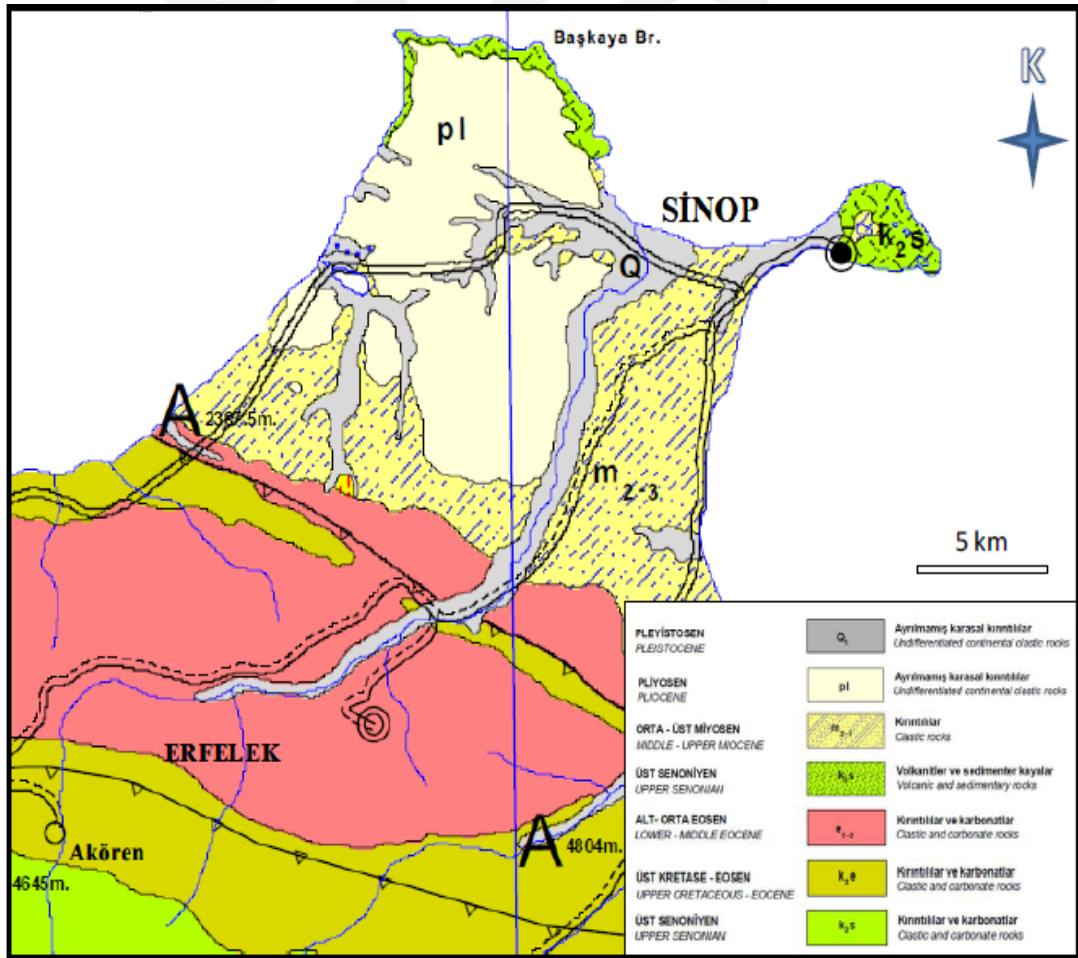 Başkaya Br.
K
pl
SİNOP
k₂s
Q
A 2367.5m.
m₂₋₃
5 km
ERFELEK
Akören
A 4804m.
4645m.
PLEYİSTOSEN
PLEISTOCENE
Q₁
Ayrılmamış karasal kırıntılılar
Undifferentiated continental clastic rocks
PLİYOSEN
PLIOCENE
pl
Ayrılmamış karasal kırıntılılar
Undifferentiated continental clastic rocks
ORTA - ÜST MİYOSEN
MIDDLE - UPPER MIOCENE
Kırıntılılar
Clastic rocks
ÜST SENONİYEN
UPPER SENONIAN
k₂s
Volkanitler ve sedimenter kayalar
Volcanic and sedimentary rocks
ALT- ORTA EOSEN
LOWER - MIDDLE EOCENE
e₁₋₂
Kırıntılılar ve karbonatlar
Clastic and carbonate rocks
ÜST KRETASE - EOSEN
UPPER CRETACEOUS - EOCENE
Kırıntılılar ve karbonatlar
Clastic and carbonate rocks
ÜST SENONİYEN
UPPER SENONIAN
k₂s
Kırıntılılar ve karbonatlar
Clastic and carbonate rocks